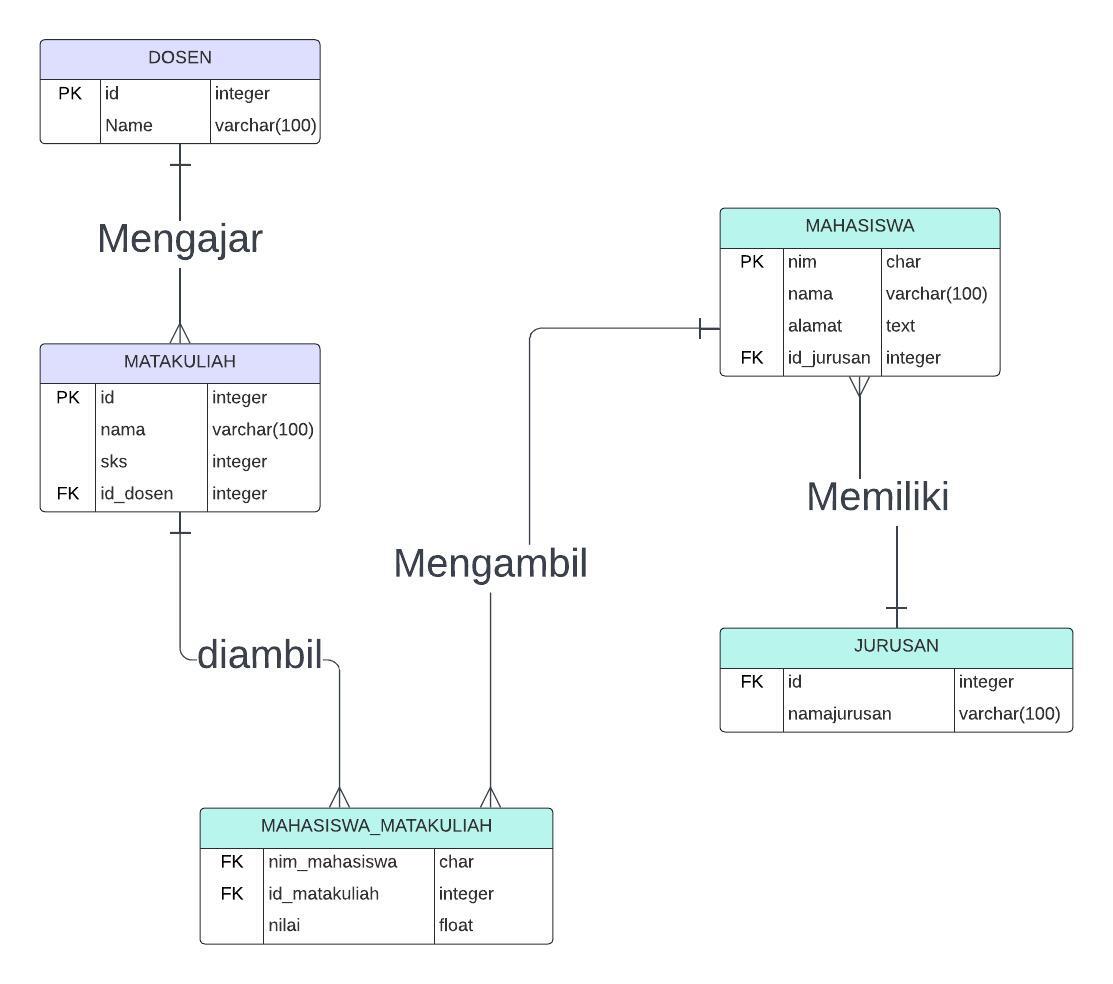 DOSEN
PK id integer
Name varchar(100)
Mengajar
MATAKULIAH
PK id integer
nama varchar(100)
sks integer
FK id_dosen integer
diambil
Mengambil
MAHASISWA
PK nim char
nama varchar(100)
alamat text
FK id_jurusan integer
Memiliki
JURUSAN
FK id integer
namajurusan varchar(100)
MAHASISWA_MATAKULIAH
FK nim_mahasiswa char
FK id_matakuliah integer
nilai float